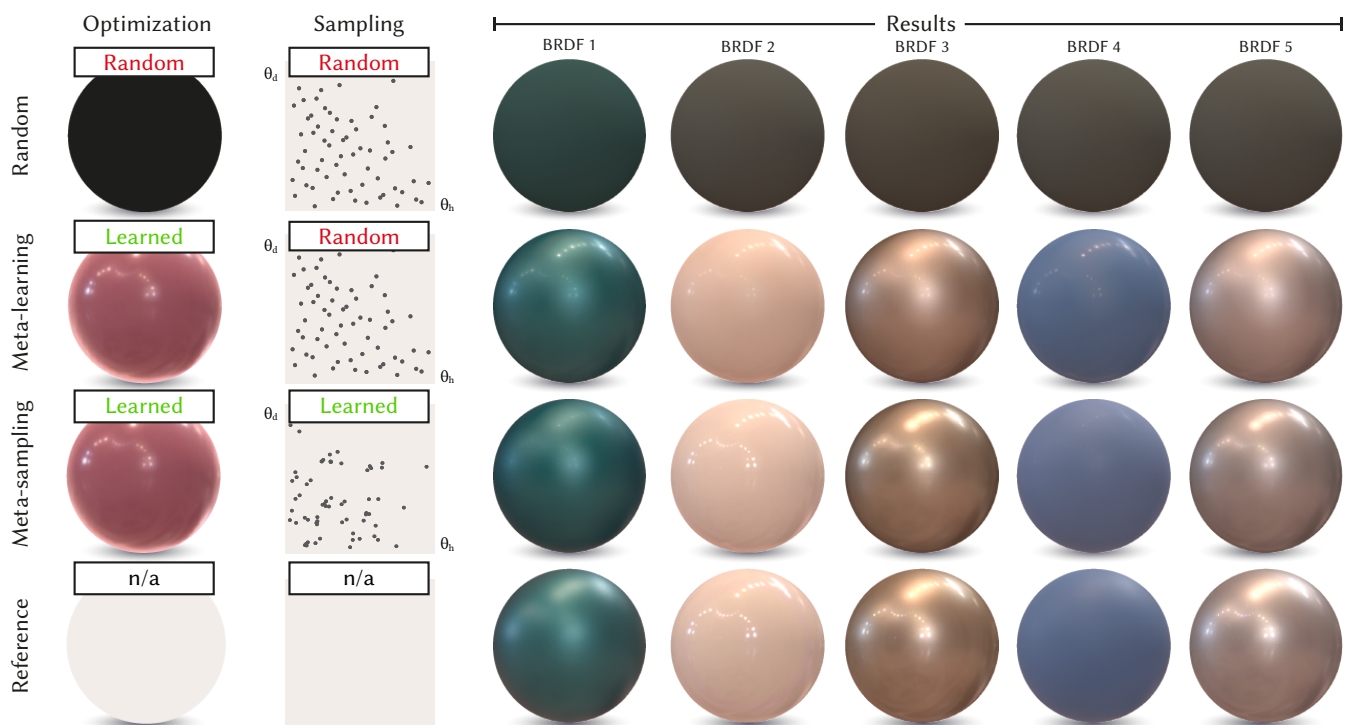 Optimization Sampling Results
BRDF 1 BRDF 2 BRDF 3 BRDF 4 BRDF 5
Random Random Random
θd
θh
Meta-learning Learned Random
θd
θh
Meta-sampling Learned Learned
θd
θh
Reference n/a n/a